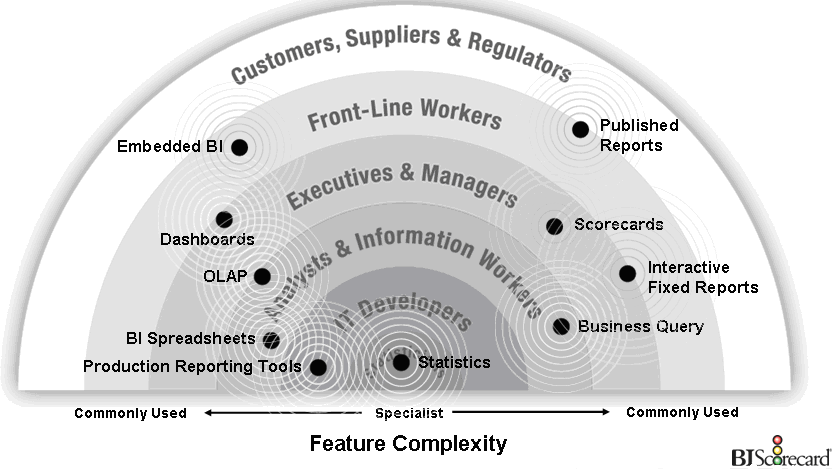 Customers, Suppliers & Regulators
Front-Line Workers
Published
Reports
Embedded BI
Executives & Managers
Scorecards
Dashboards
Analysts & Information Workers
OLAP
Interactive
Fixed Reports
IT Developers
Business Query
BI Spreadsheets
Production Reporting Tools
Statistics
Commonly Used
Specialist
Commonly Used
Feature Complexity
BIScorecard